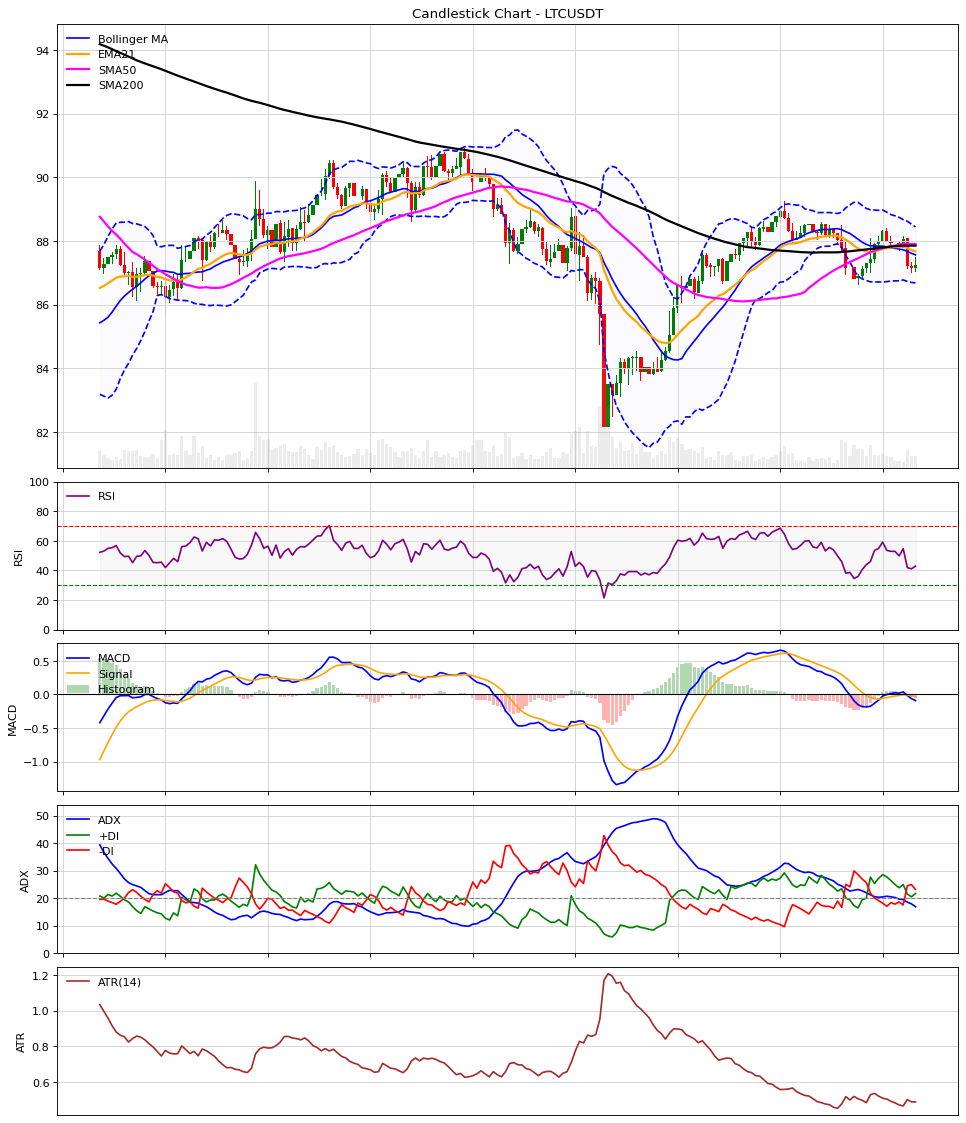 Candlestick Chart - LTCUSDT
Bollinger MA
EMA21
SMA50
SMA200
94
92
90
88
86
84
82
RSI
RSI
100
80
60
40
20
0
MACD
Signal
Histogram
MACD
0.5
0.0
−0.5
−1.0
ADX
+DI
-DI
ADX
50
40
30
20
10
0
ATR(14)
ATR
1.2
1.0
0.8
0.6